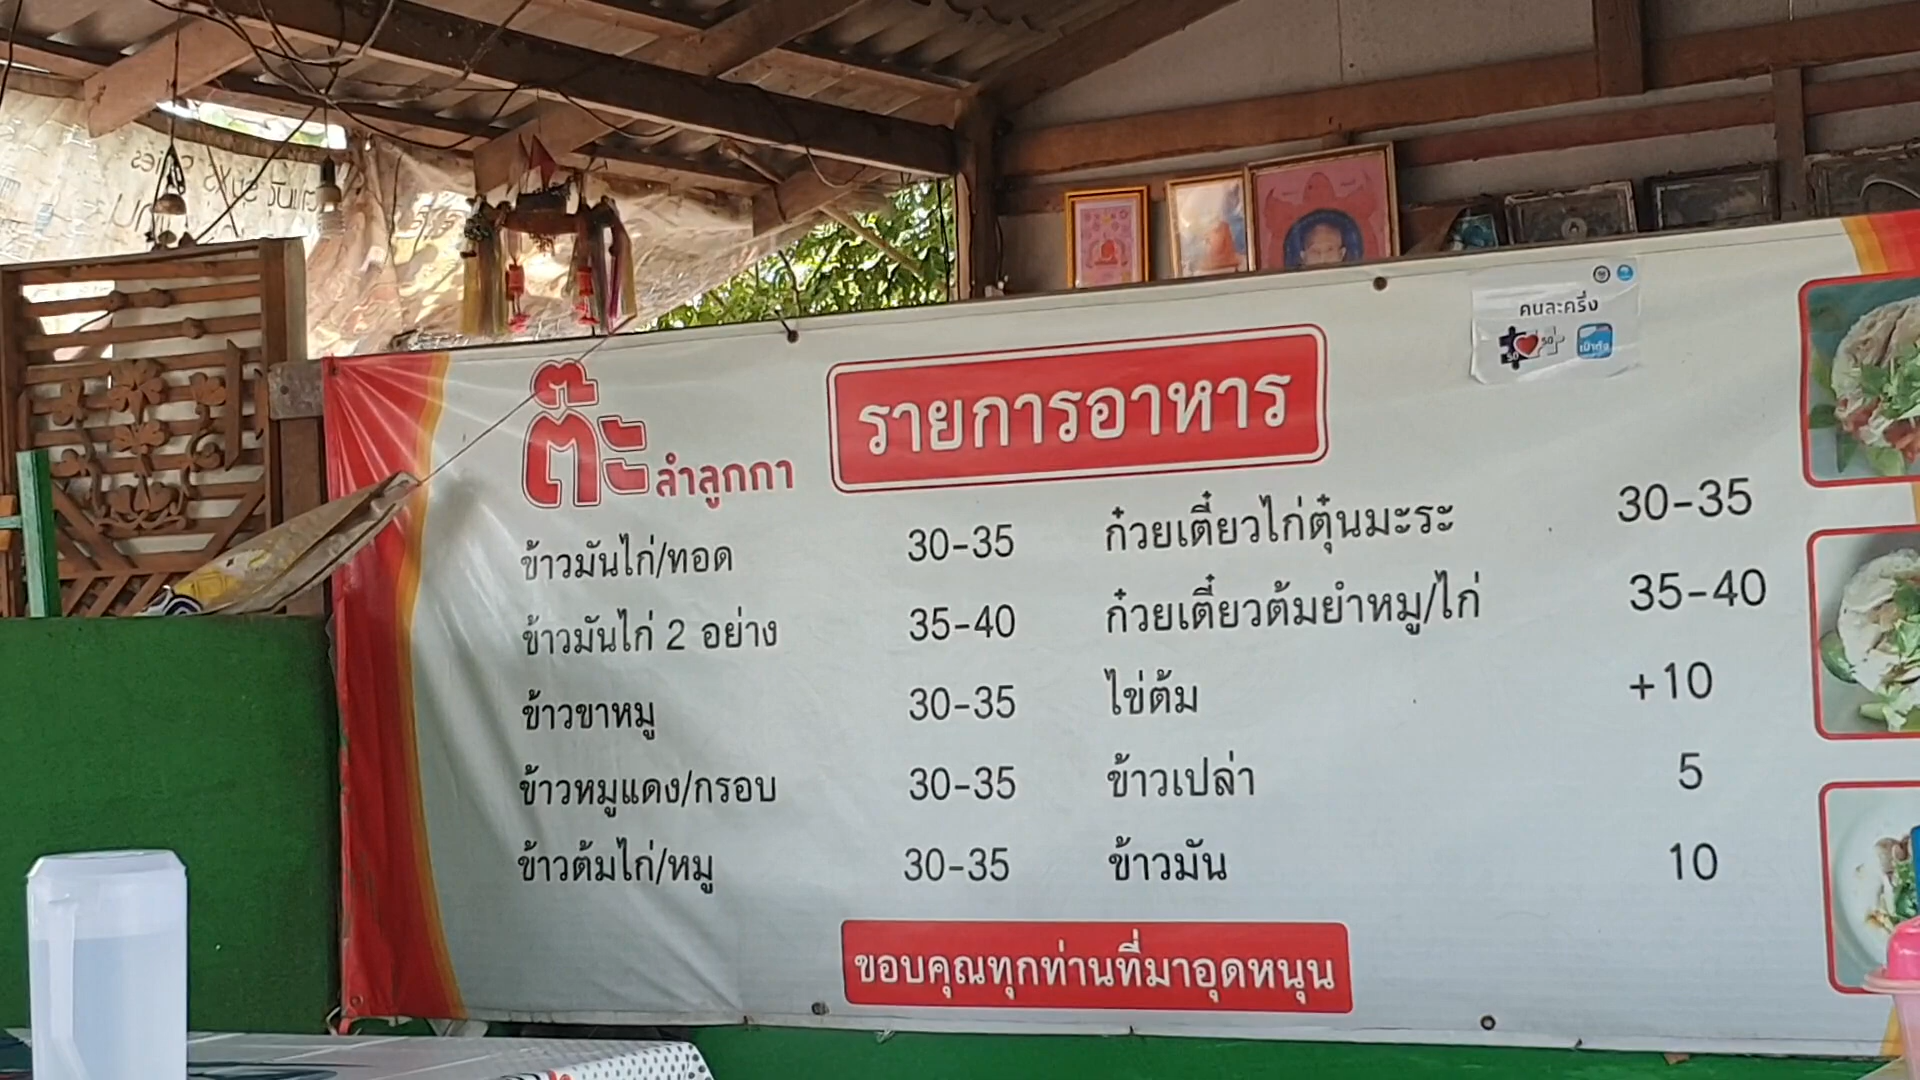 คนละครึ่ง
50 50
เป๋าตัง
ต๊ะ ลำลูกกา
รายการอาหาร
ข้าวมันไก่/ทอด 30-35
ข้าวมันไก่ 2 อย่าง 35-40
ข้าวขาหมู 30-35
ข้าวหมูแดง/กรอบ 30-35
ข้าวต้มไก่/หมู 30-35
ก๋วยเตี๋ยวไก่ตุ๋นมะระ 30-35
ก๋วยเตี๋ยวต้มยำหมู/ไก่ 35-40
ไข่ต้ม +10
ข้าวเปล่า 5
ข้าวมัน 10
ขอบคุณทุกท่านที่มาอุดหนุน